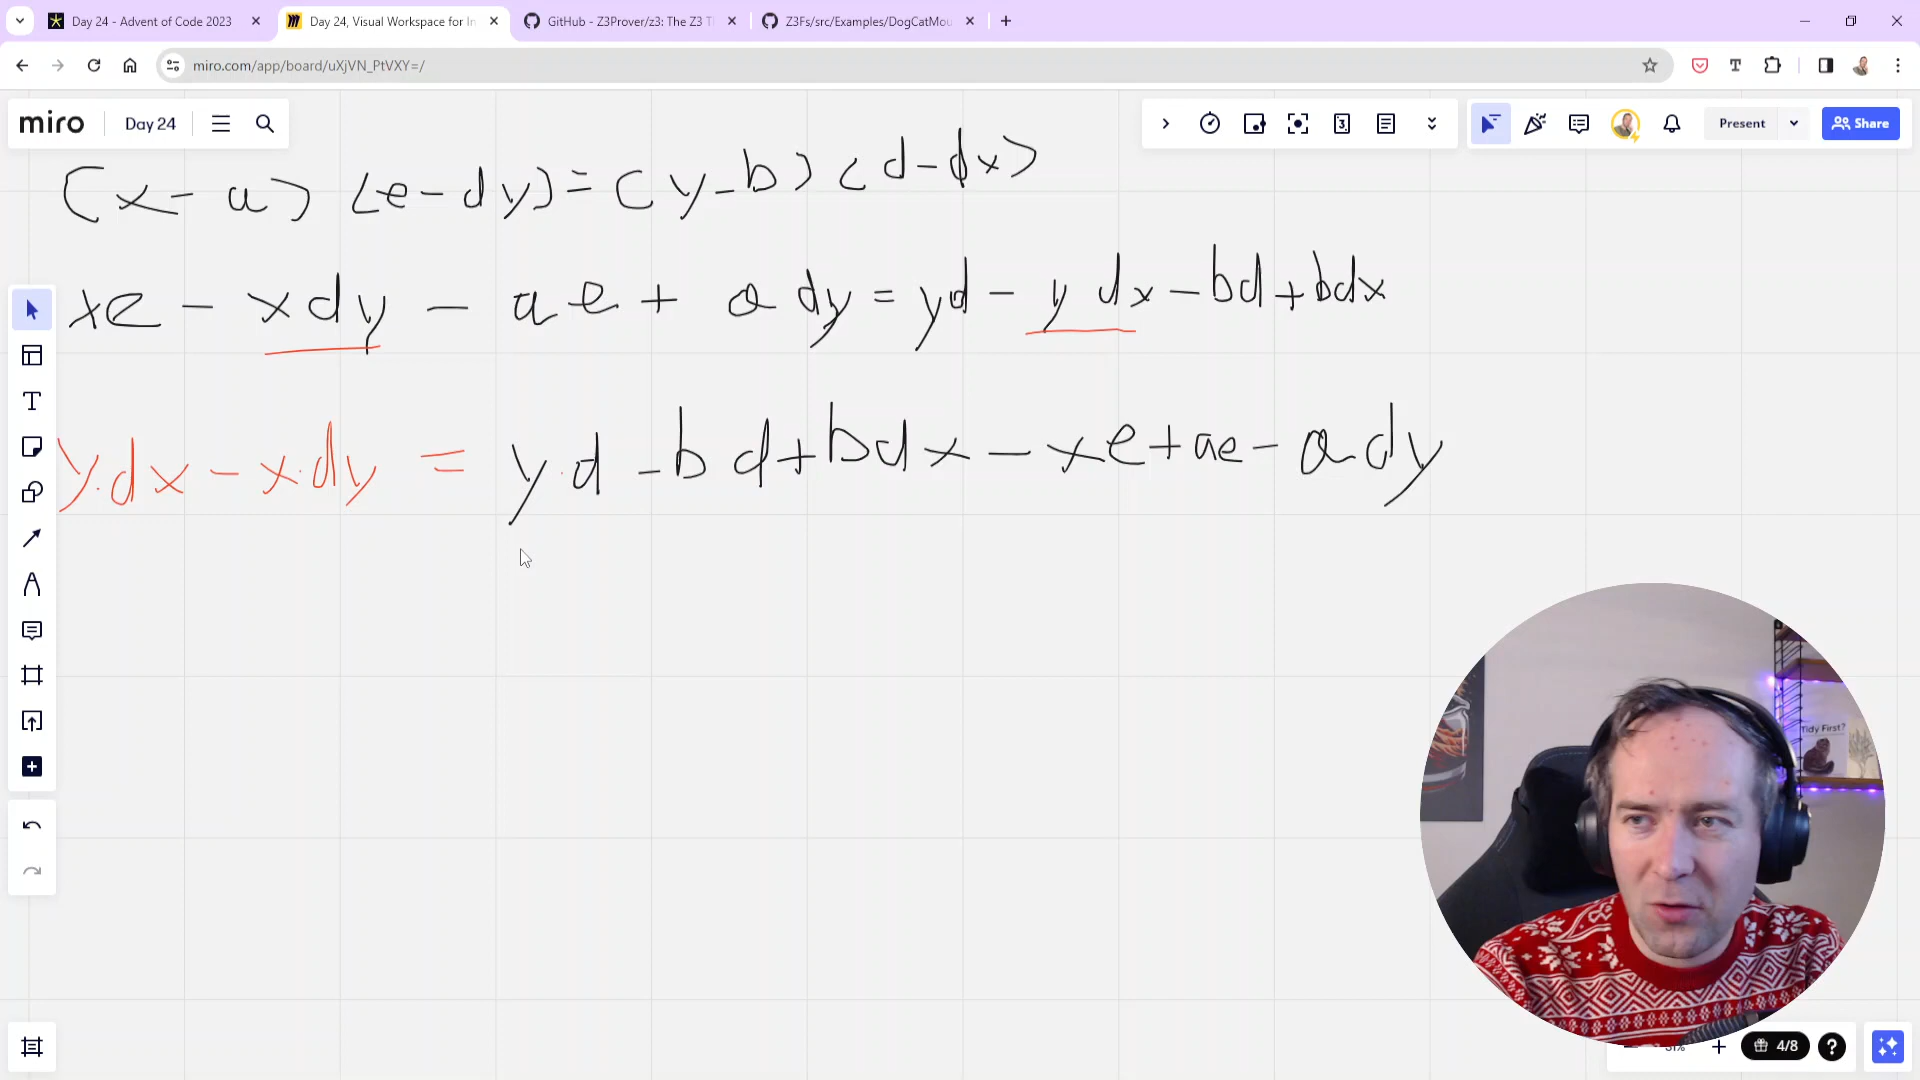 Day 24 - Advent of Code 2023
Day 24, Visual Workspace for In
GitHub - Z3Prover/z3: The Z3 T
Z3Fs/src/Examples/DogCatMou
miro.com/app/board/uXjVN_PtVXY=/
miro
Day 24
3
Present
Share
(x - a) (e - dy) = (y - b) (d - dx)
xe - xdy - ae + ady = yd - ydx - bd + bdx
y·dx - x·dy = y·d - bd + bdx - xe + ae - ady
T
Tidy First?
4/8
?